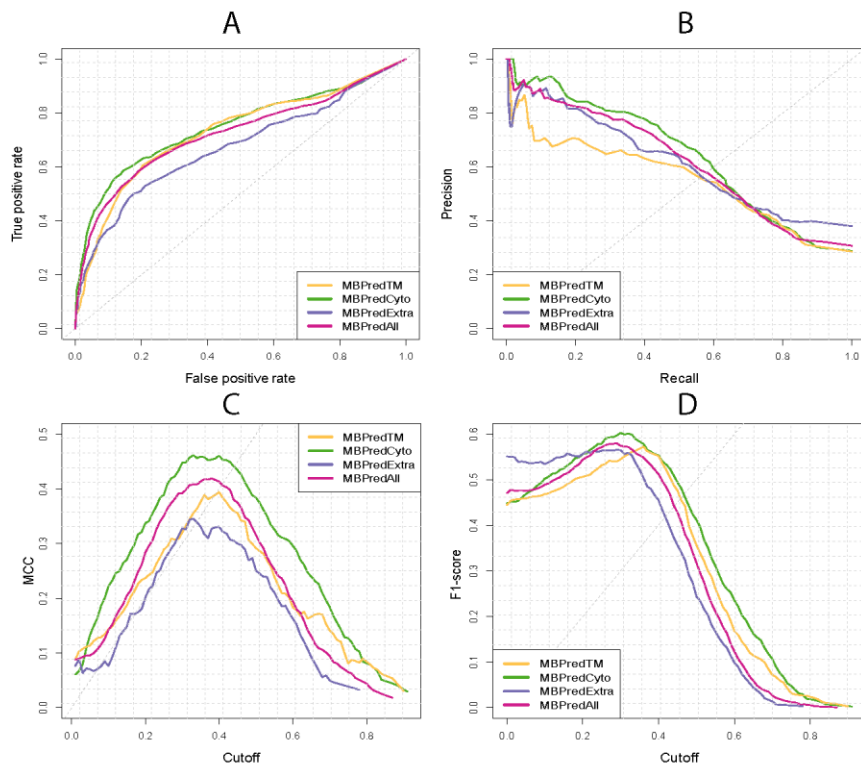 A
B
True positive rate
0.0 0.2 0.4 0.6 0.8 1.0
MBPredTM
MBPredCyto
MBPredExtra
MBPredAll
0.0 0.2 0.4 0.6 0.8 1.0
False positive rate
Precision
0.0 0.2 0.4 0.6 0.8 1.0
MBPredTM
MBPredCyto
MBPredExtra
MBPredAll
0.0 0.2 0.4 0.6 0.8 1.0
Recall
C
D
MCC
0.0 0.1 0.2 0.3 0.4 0.5
MBPredTM
MBPredCyto
MBPredExtra
MBPredAll
0.0 0.2 0.4 0.6 0.8
Cutoff
F1-score
0.0 0.1 0.2 0.3 0.4 0.5 0.6
MBPredTM
MBPredCyto
MBPredExtra
MBPredAll
0.0 0.2 0.4 0.6 0.8
Cutoff